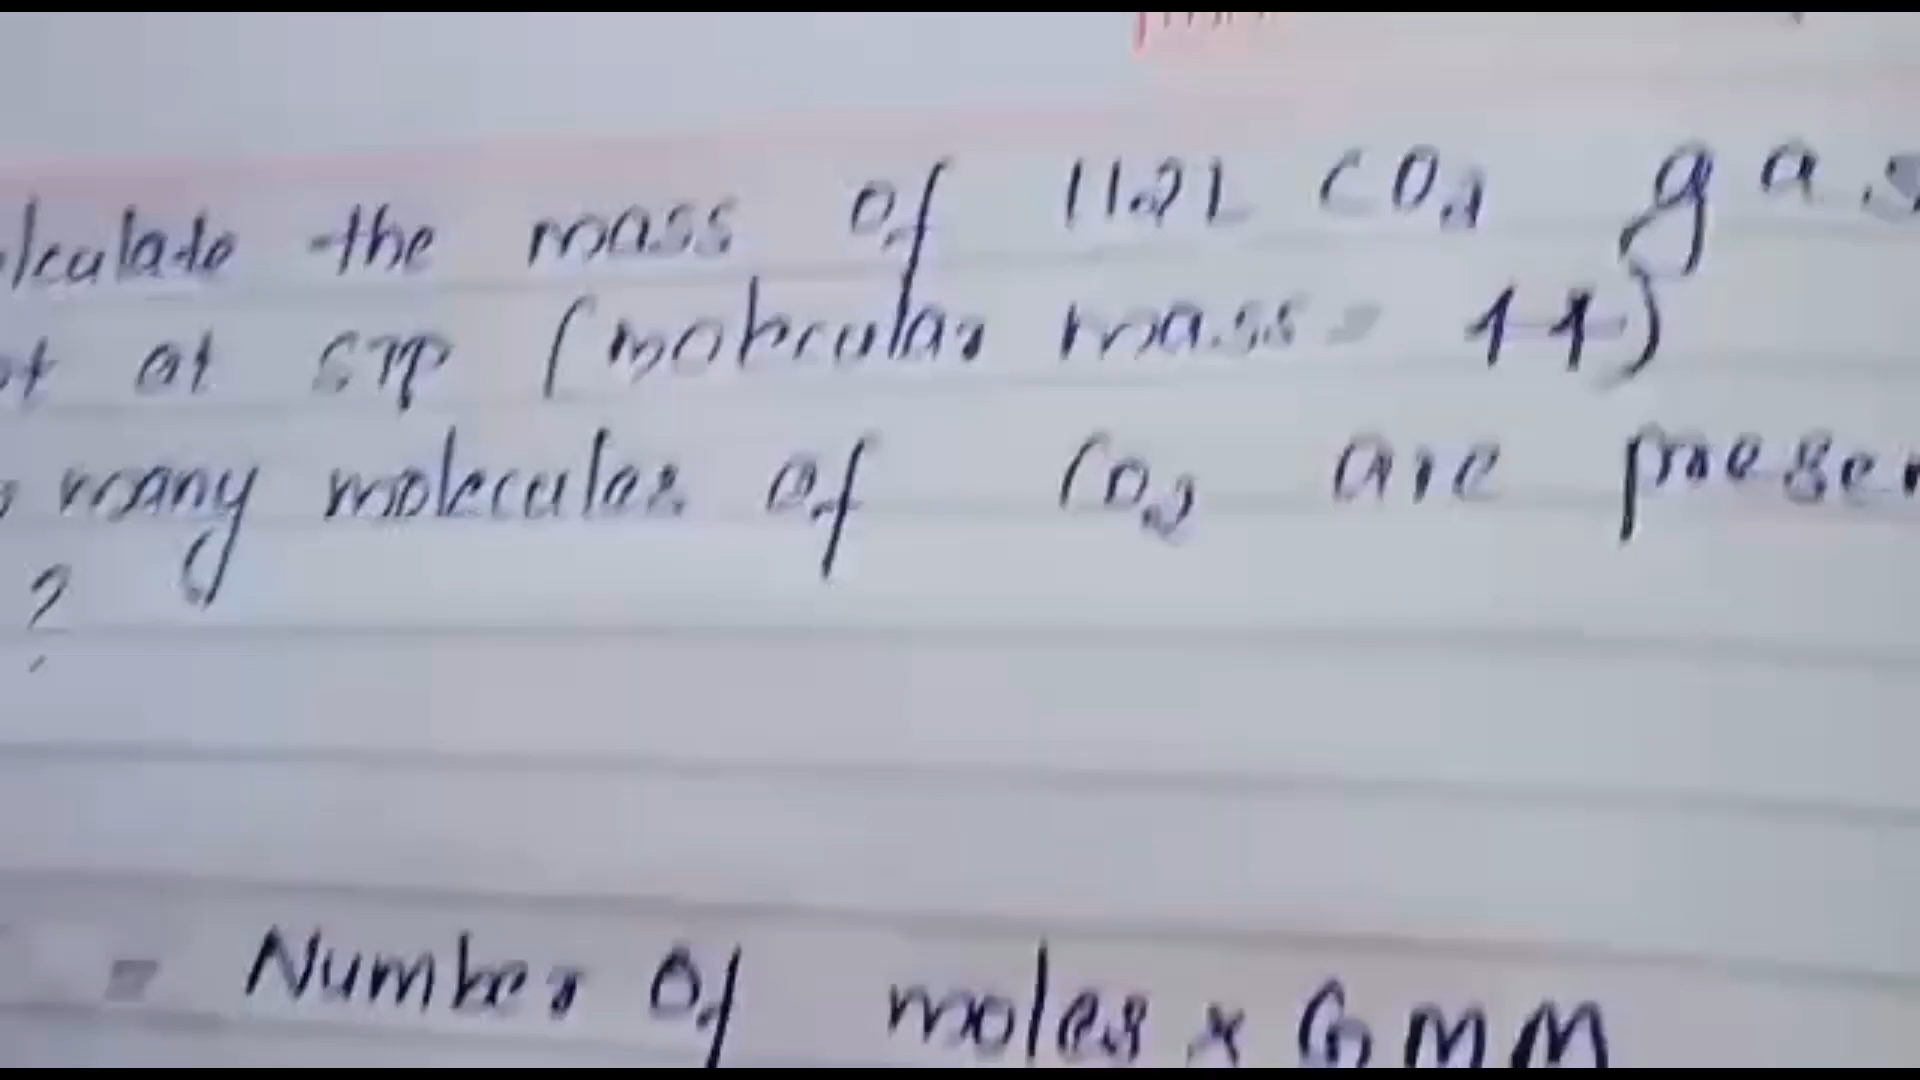 lculate the mass of 11.2L CO2 gas
at STP (molecular mass = 44)
many molecules of CO2 are presen
?
= Number of moles × GMM